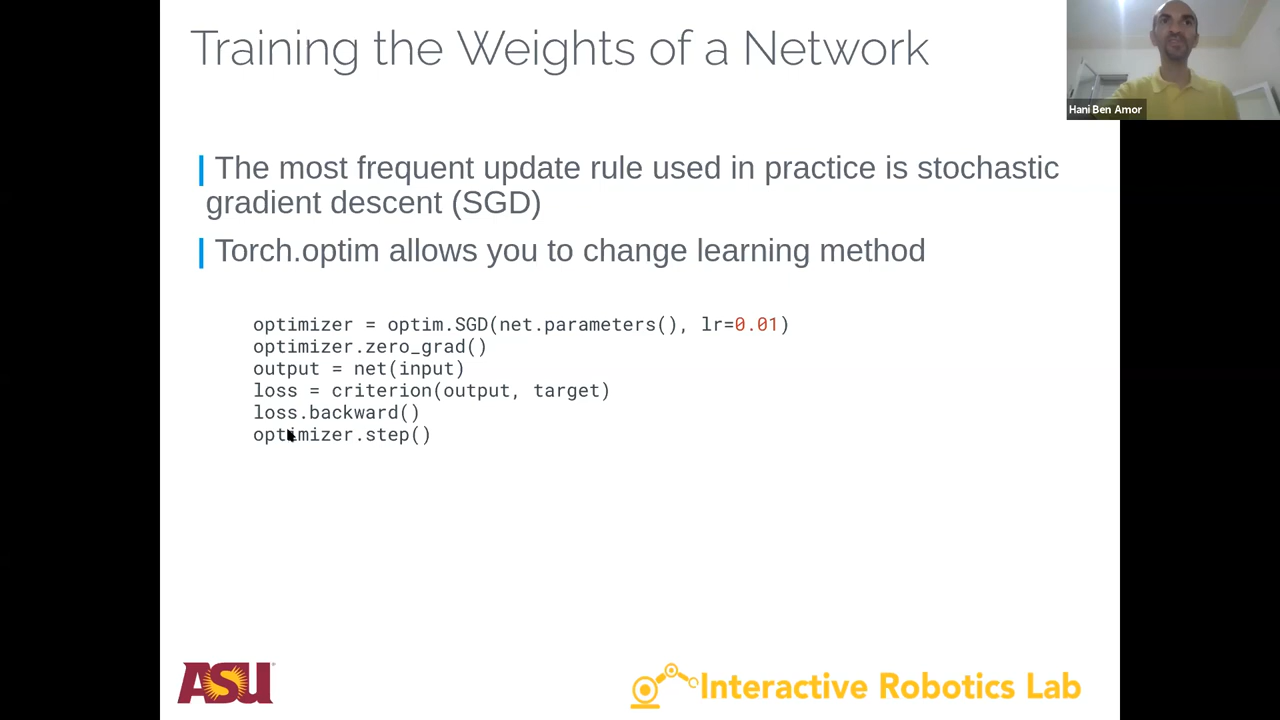 Training the Weights of a Network
Hani Ben Amor
The most frequent update rule used in practice is stochastic
gradient descent (SGD)
Torch.optim allows you to change learning method
optimizer = optim.SGD(net.parameters(), lr=0.01)
optimizer.zero_grad()
output = net(input)
loss = criterion(output, target)
loss.backward()
optimizer.step()
ASU
Interactive Robotics Lab